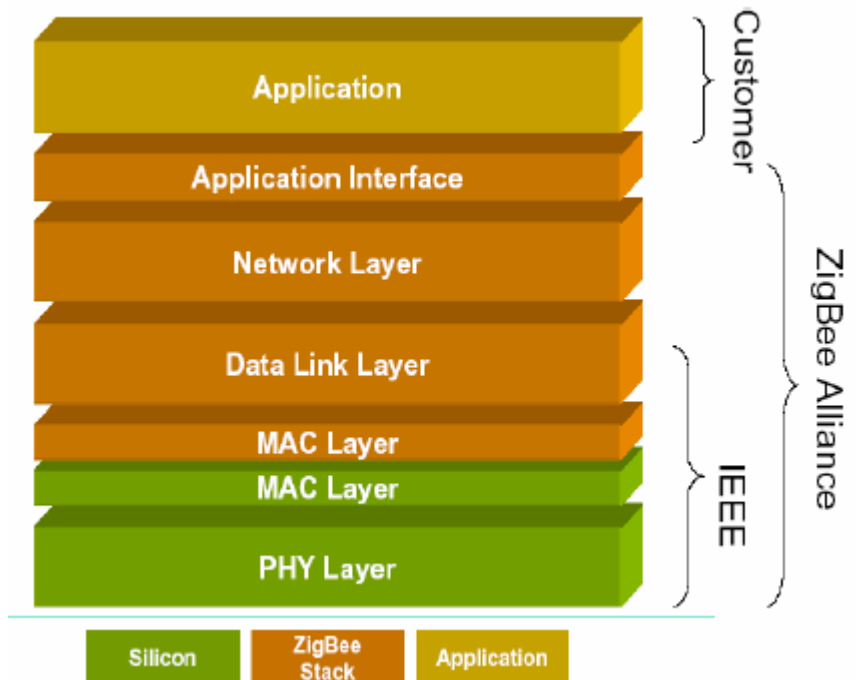 Application
Application Interface
Network Layer
Data Link Layer
MAC Layer
MAC Layer
PHY Layer
Customer
IEEE
ZigBee Alliance
Silicon
ZigBee
Stack
Application